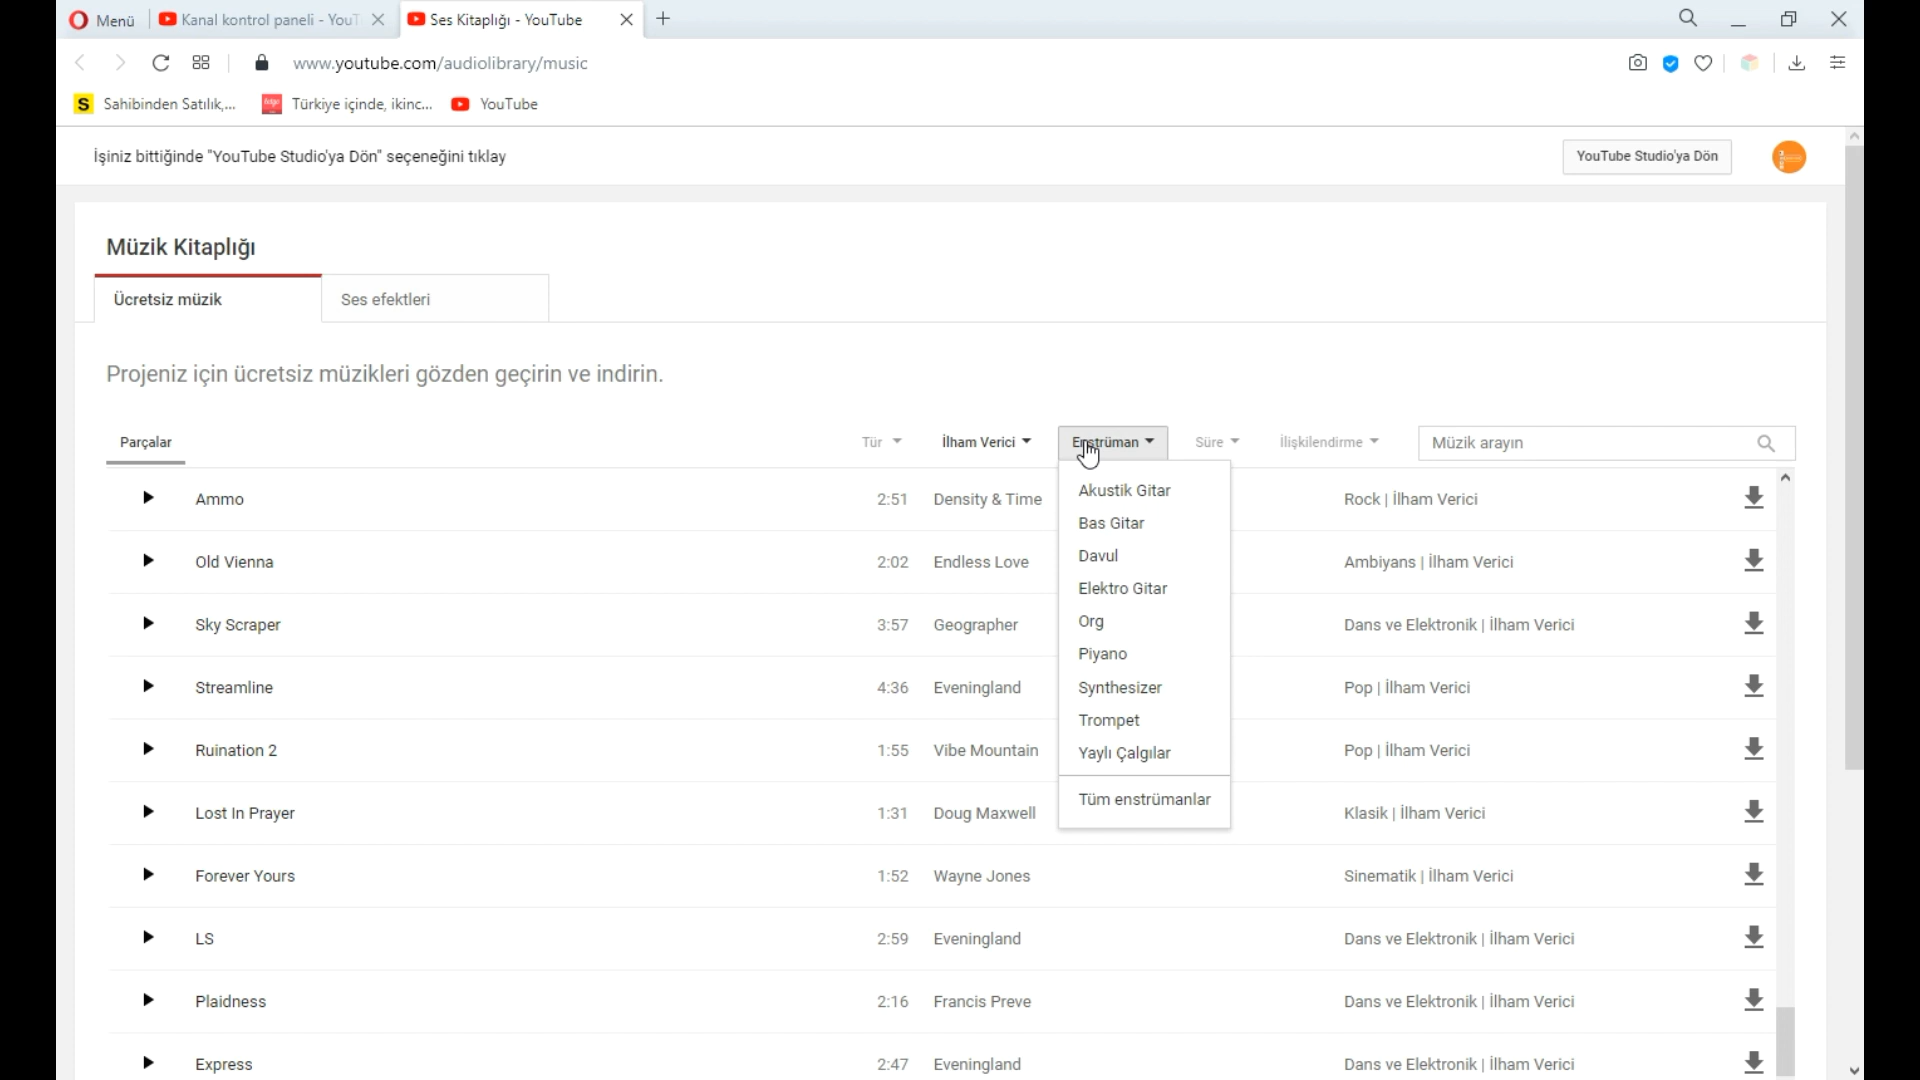 Menü
Kanal kontrol paneli - YouT
Ses Kitaplığı - YouTube
www.youtube.com/audiolibrary/music
S Sahibinden Satılık,...
Türkiye içinde, ikinc...
YouTube
İşiniz bittiğinde "YouTube Studio'ya Dön" seçeneğini tıklay
YouTube Studio'ya Dön
Müzik Kitaplığı
Ücretsiz müzik
Ses efektleri
Projeniz için ücretsiz müzikleri gözden geçirin ve indirin.
Parçalar
Tür
İlham Verici
Enstrüman
Süre
İlişkilendirme
Müzik arayın
Akustik Gitar
Bas Gitar
Davul
Elektro Gitar
Org
Piyano
Synthesizer
Trompet
Yaylı Çalgılar
Tüm enstrümanlar
Ammo 2:51 Density & Time Rock | İlham Verici
Old Vienna 2:02 Endless Love Ambiyans | İlham Verici
Sky Scraper 3:57 Geographer Dans ve Elektronik | İlham Verici
Streamline 4:36 Eveningland Pop | İlham Verici
Ruination 2 1:55 Vibe Mountain Pop | İlham Verici
Lost In Prayer 1:31 Doug Maxwell Klasik | İlham Verici
Forever Yours 1:52 Wayne Jones Sinematik | İlham Verici
LS 2:59 Eveningland Dans ve Elektronik | İlham Verici
Plaidness 2:16 Francis Preve Dans ve Elektronik | İlham Verici
Express 2:47 Eveningland Dans ve Elektronik | İlham Verici